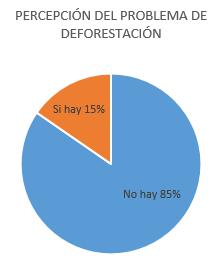 PERCEPCIÓN DEL PROBLEMA DE
DEFORESTACIÓN
Si hay 15%
No hay 85%